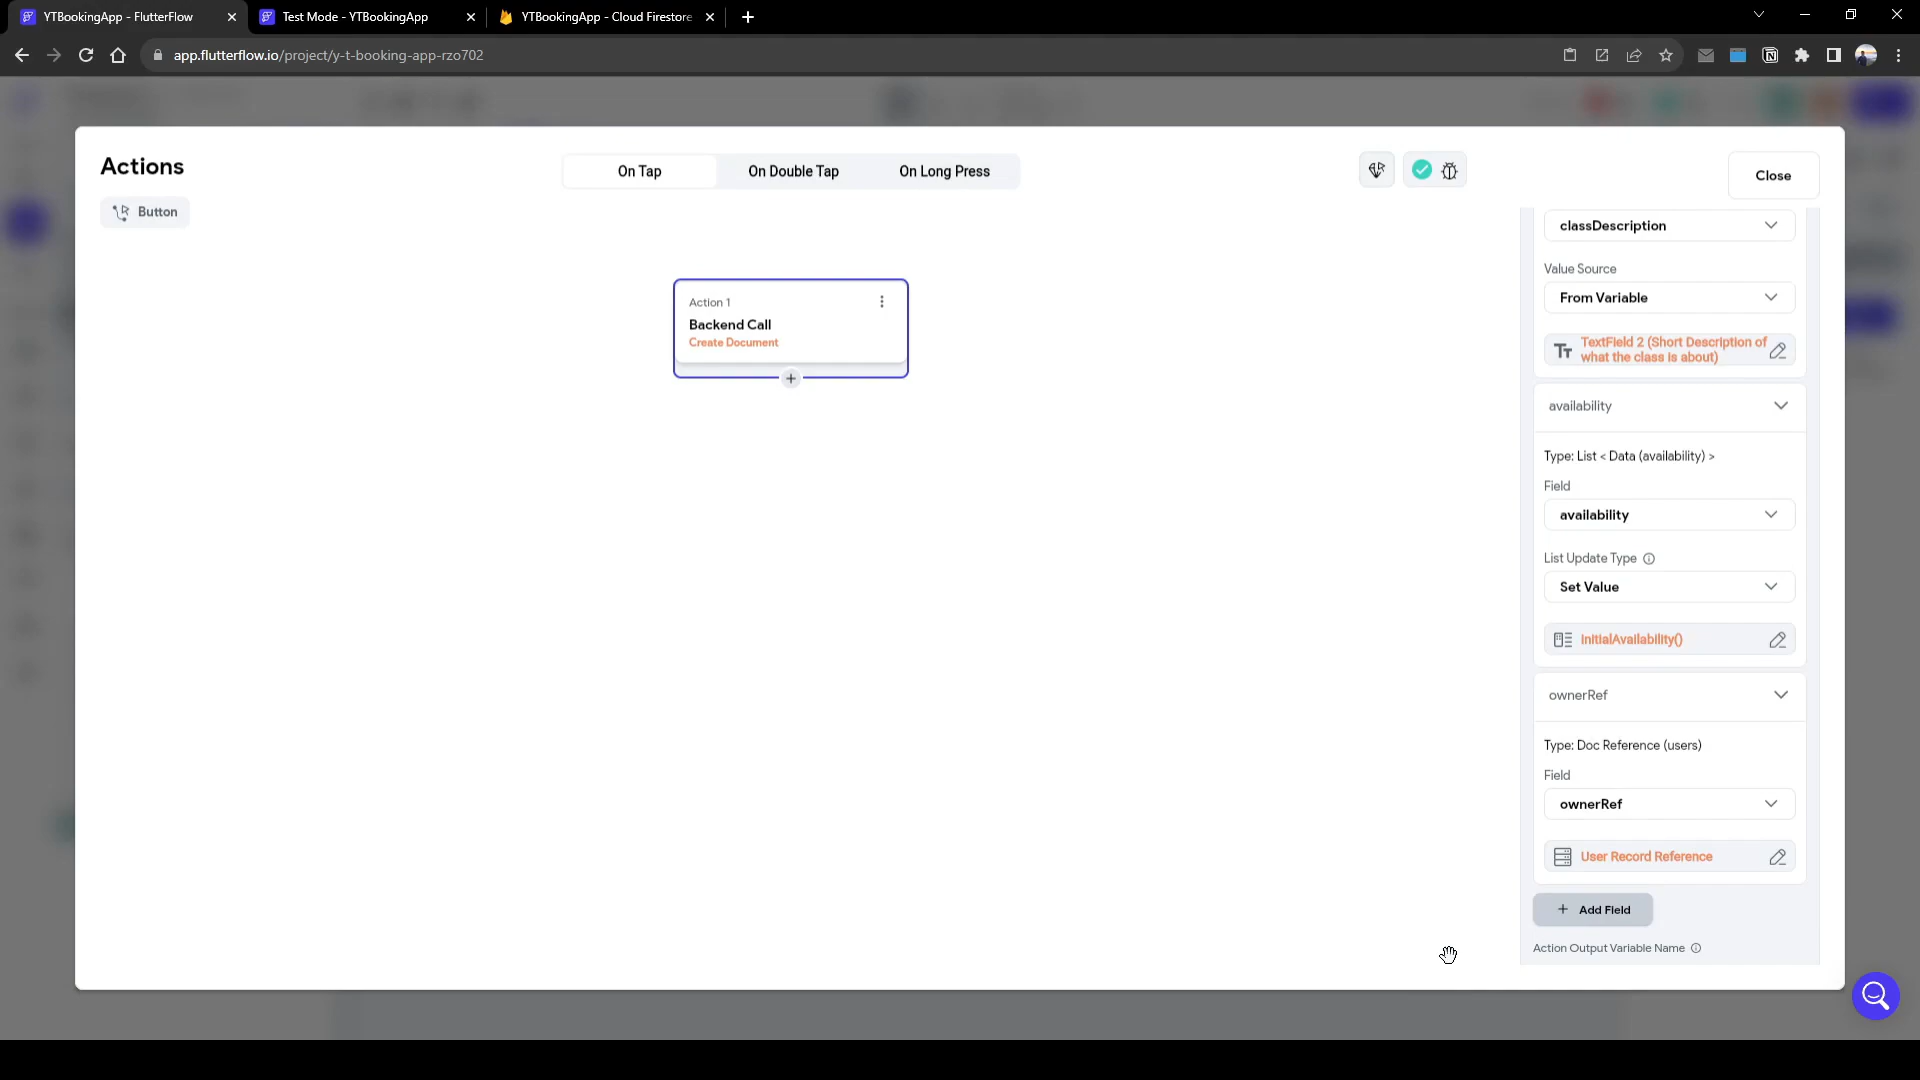 YTBookingApp - FlutterFlow
Test Mode - YTBookingApp
YTBookingApp - Cloud Firestore
app.flutterflow.io/project/y-t-booking-app-rzo702
Actions
On Tap
On Double Tap
On Long Press
Close
Button
classDescription
Value Source
From Variable
Action 1
Backend Call
Create Document
TextField 2 (Short Description of
what the class is about)
availability
Type: List < Data (availability) >
Field
availability
List Update Type
Set Value
initialAvailability()
ownerRef
Type: Doc Reference (users)
Field
ownerRef
User Record Reference
+ Add Field
Action Output Variable Name